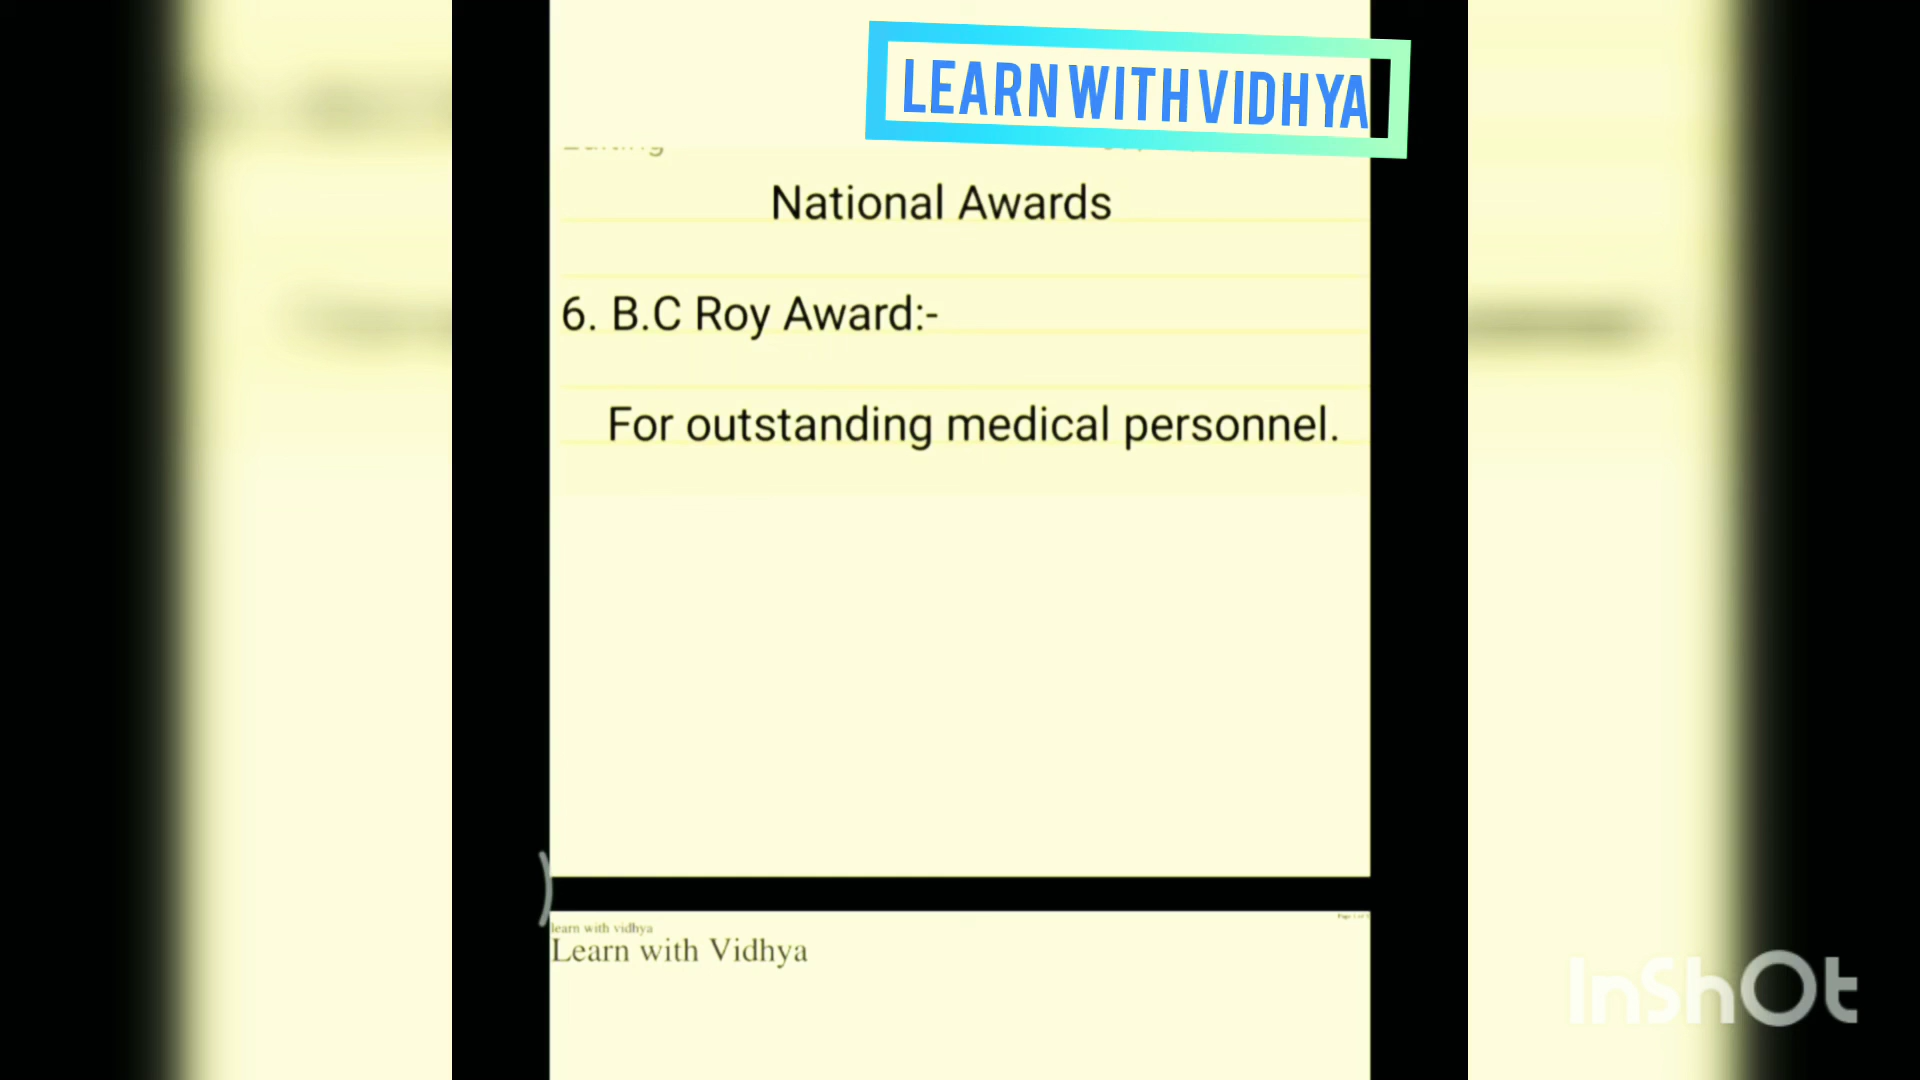 LEARN WITH VIDHYA
National Awards
6. B.C Roy Award:-
For outstanding medical personnel.
learn with vidhya
Learn with Vidhya
InShOt